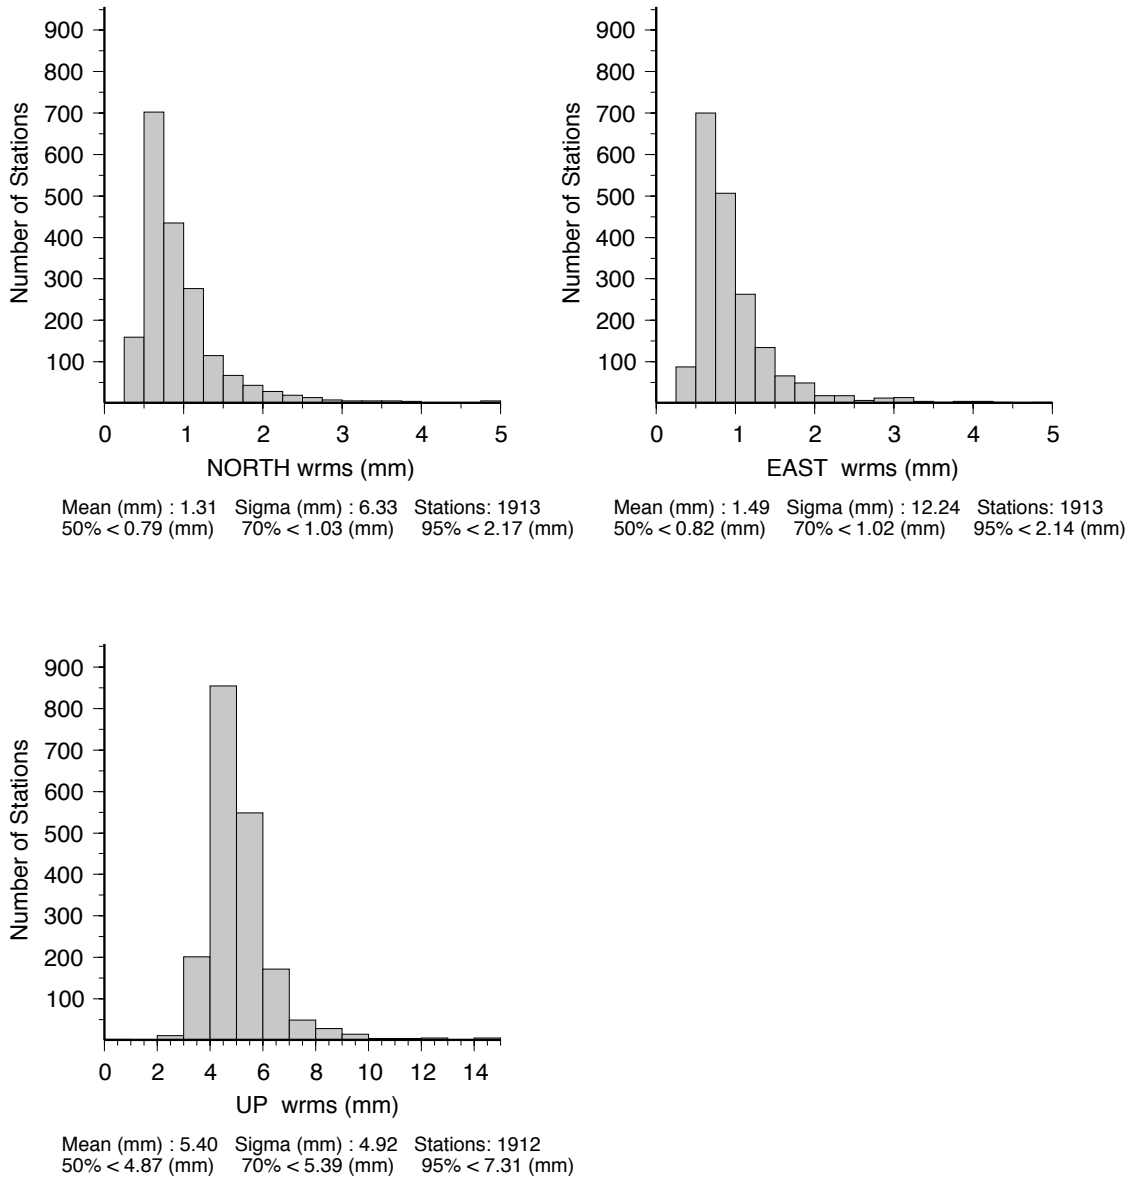 900
800
700
600
500
400
300
200
100
Number of Stations
0 1 2 3 4 5
NORTH wrms (mm)
Mean (mm) : 1.31 Sigma (mm) : 6.33 Stations: 1913
50% < 0.79 (mm) 70% < 1.03 (mm) 95% < 2.17 (mm)
900
800
700
600
500
400
300
200
100
Number of Stations
0 1 2 3 4 5
EAST wrms (mm)
Mean (mm) : 1.49 Sigma (mm) : 12.24 Stations: 1913
50% < 0.82 (mm) 70% < 1.02 (mm) 95% < 2.14 (mm)
900
800
700
600
500
400
300
200
100
Number of Stations
0 2 4 6 8 10 12 14
UP wrms (mm)
Mean (mm) : 5.40 Sigma (mm) : 4.92 Stations: 1912
50% < 4.87 (mm) 70% < 5.39 (mm) 95% < 7.31 (mm)